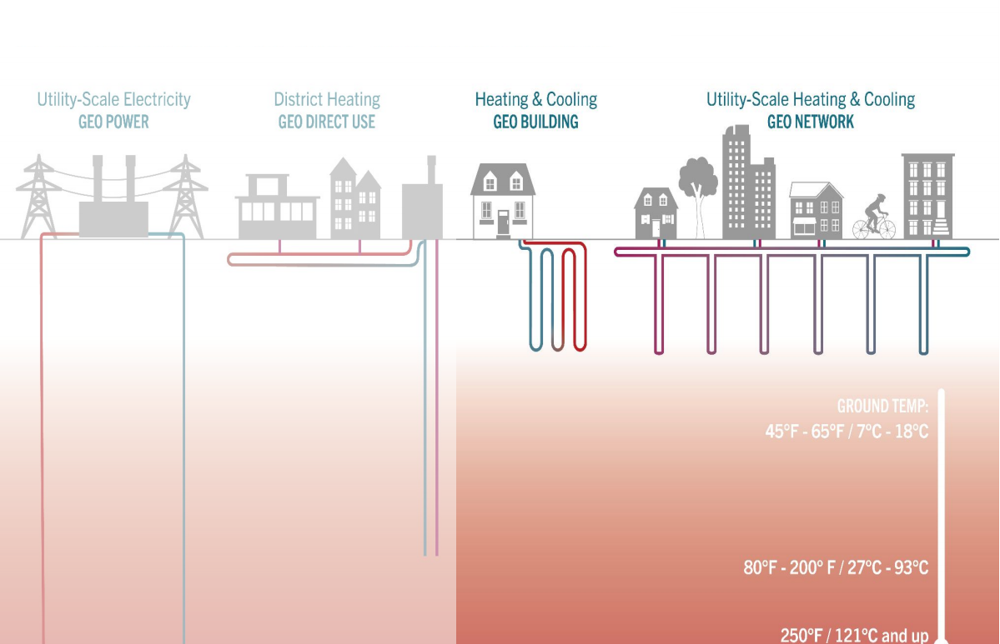 Utility-Scale Electricity
GEO POWER
District Heating
GEO DIRECT USE
Heating & Cooling
GEO BUILDING
Utility-Scale Heating & Cooling
GEO NETWORK
GROUND TEMP:
45°F - 65°F / 7°C - 18°C
80°F - 200° F / 27°C - 93°C
250°F / 121°C and up